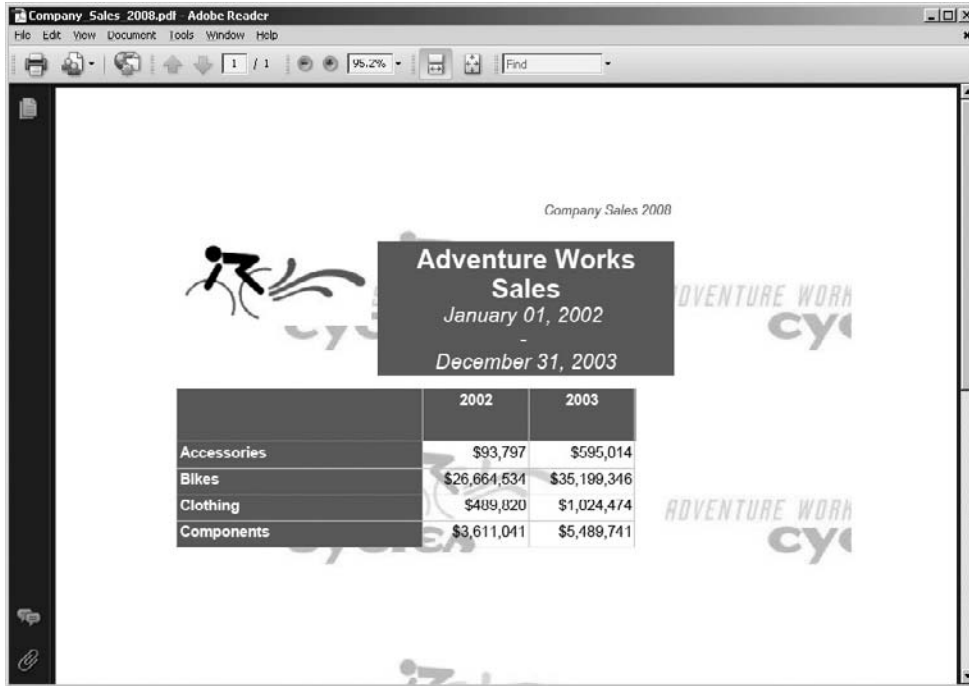 Company_Sales_2008.pdf - Adobe Reader
File Edit View Document Tools Window Help
1 / 1 95.2% Find
Company Sales 2008
Adventure Works
Sales
January 01, 2002
-
December 31, 2003
ADVENTURE WORK
cyc
2002 2003
Accessories $93,797 $595,014
Bikes $26,664,534 $35,199,346
Clothing $489,820 $1,024,474
Components $3,611,041 $5,489,741
ADVENTURE WORK
cyc